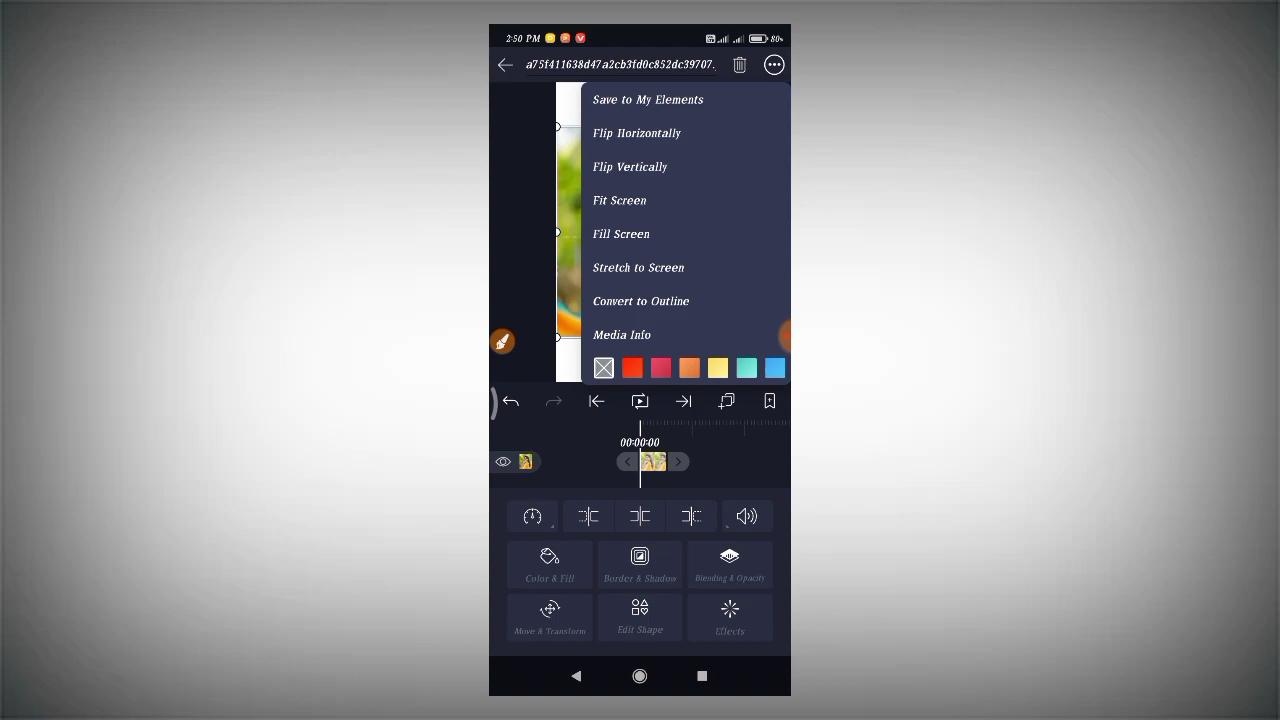 2:50 PM 80%
a75f411638d47a2cb3fd0c852dc39707.
Save to My Elements
Flip Horizontally
Flip Vertically
Fit Screen
Fill Screen
Stretch to Screen
Convert to Outline
Media Info
00:00:00
Color & Fill Border & Shadow Blending & Opacity
Move & Transform Edit Shape Effects